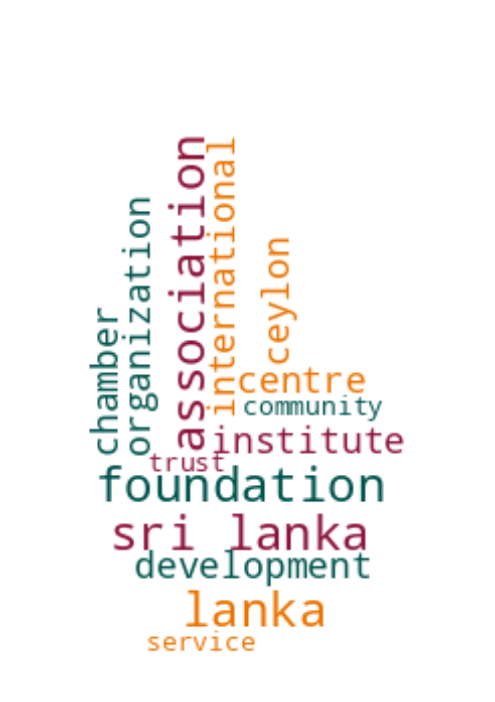 chamber
organization
association
international
ceylon
centre
community
institute
trust
foundation
sri lanka
development
lanka
service